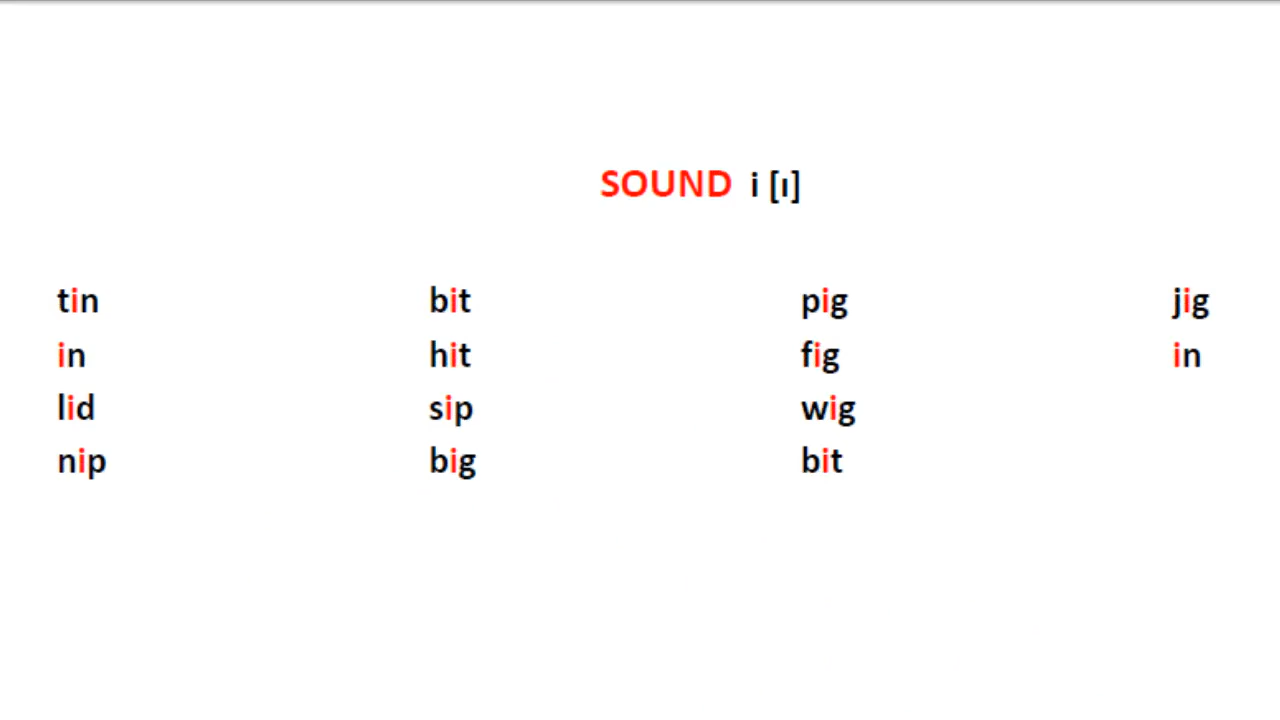 SOUND i [ɪ]
tin bit pig jig
in hit fig in
lid sip wig
nip big bit